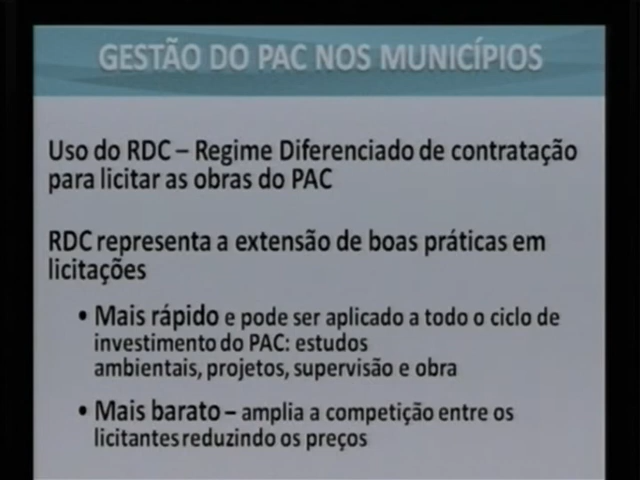 GESTÃO DO PAC NOS MUNICÍPIOS
Uso do RDC – Regime Diferenciado de contratação
para licitar as obras do PAC
RDC representa a extensão de boas práticas em
licitações
• Mais rápido e pode ser aplicado a todo o ciclo de
investimento do PAC: estudos
ambientais, projetos, supervisão e obra
• Mais barato – amplia a competição entre os
licitantes reduzindo os preços